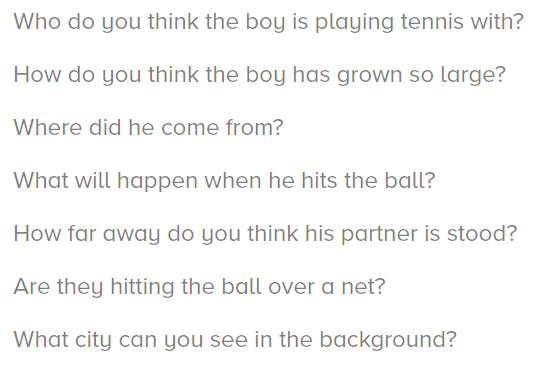 Who do you think the boy is playing tennis with?
How do you think the boy has grown so large?
Where did he come from?
What will happen when he hits the ball?
How far away do you think his partner is stood?
Are they hitting the ball over a net?
What city can you see in the background?